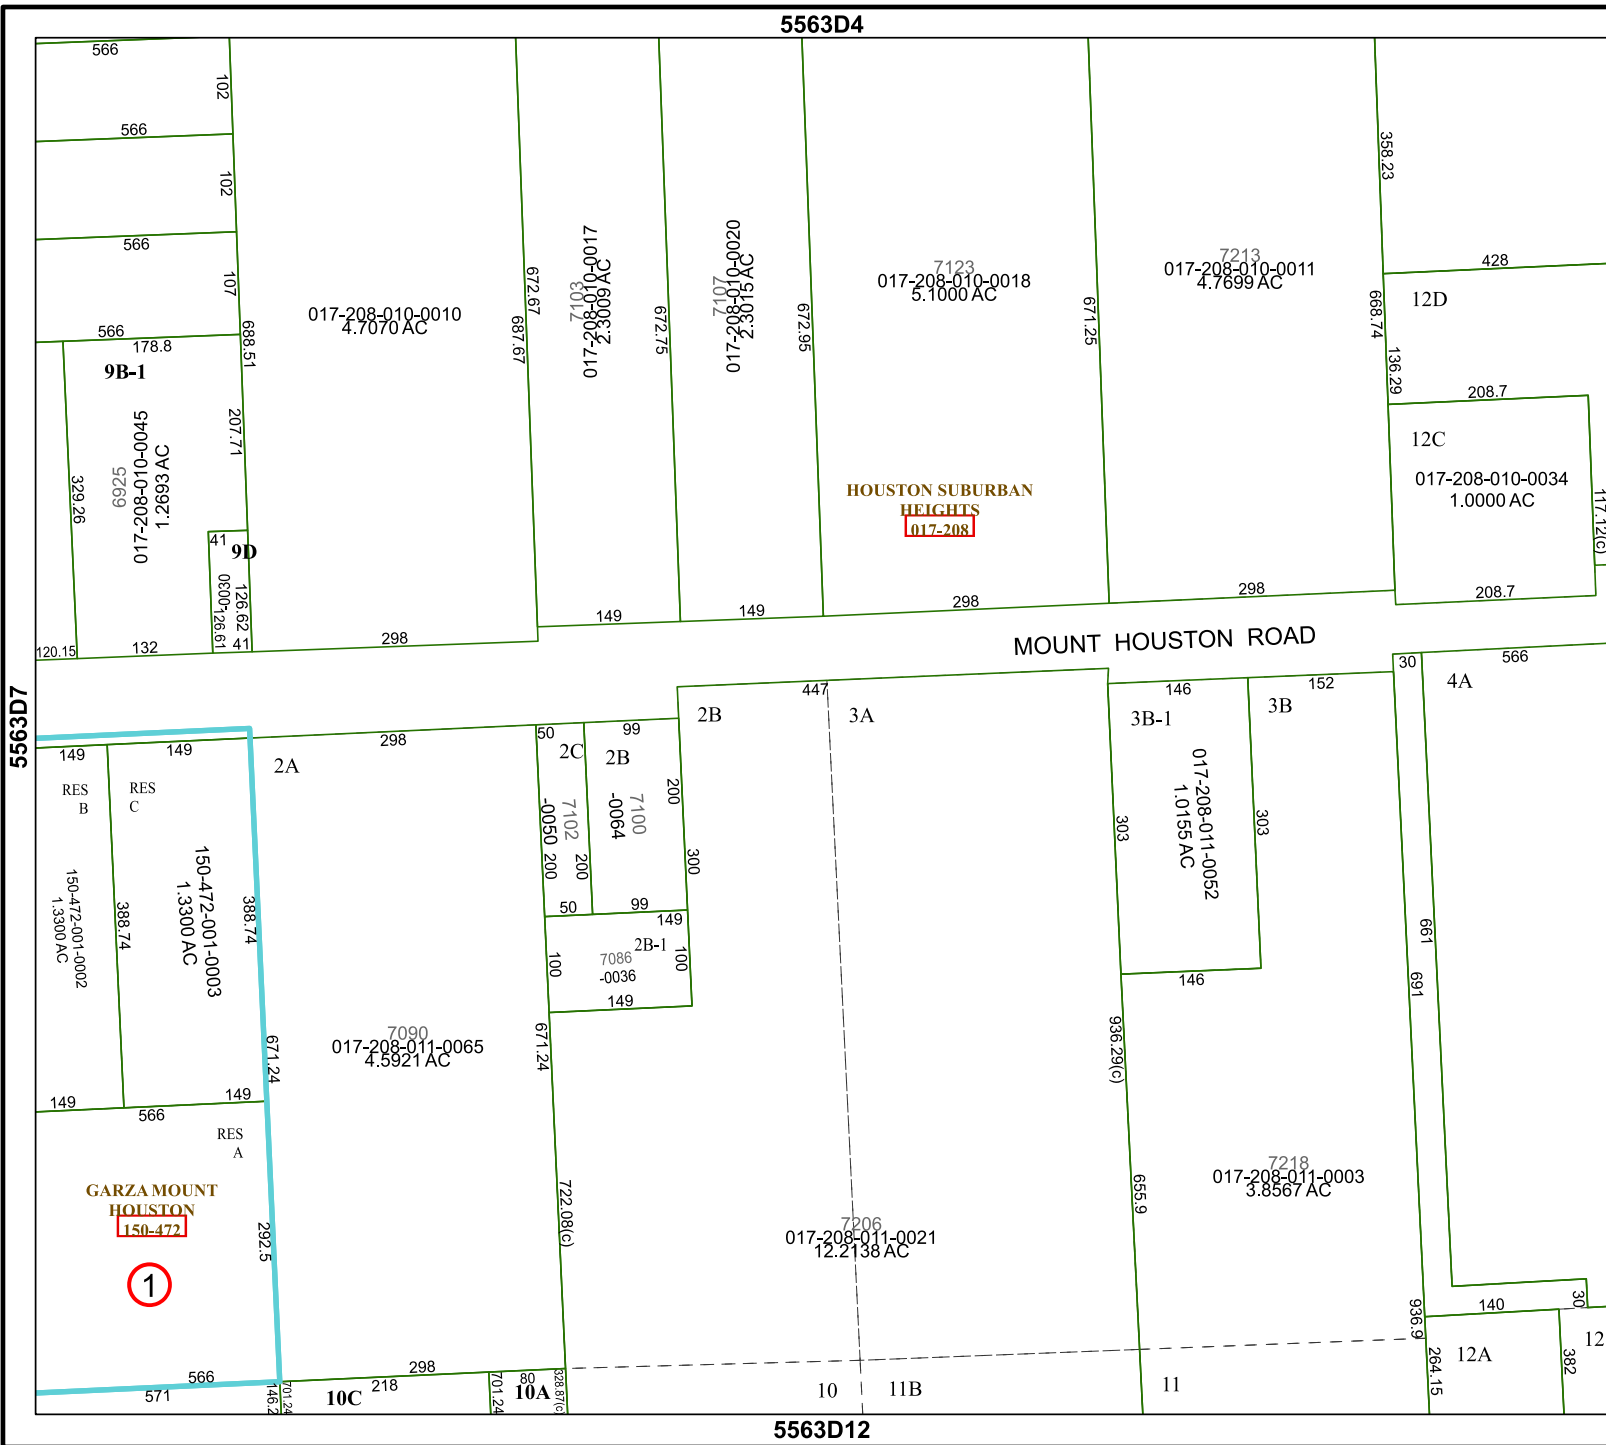 5563D4
566
102
566
102
566
107
566
178.8
688.51
9B-1
207.71
6925
017-208-010-0045
1.2693 AC
329.26
41
9D
126.62
-0030
126.61
41
120.15
132
298
017-208-010-0010
4.7070 AC
672.67
687.67
7103
017-208-010-0017
2.3009 AC
672.75
149
7107
017-208-010-0020
2.3015 AC
672.95
149
7123
017-208-010-0018
5.1000 AC
671.25
HOUSTON SUBURBAN
HEIGHTS
017-208
298
7213
017-208-010-0011
4.7699 AC
298
358.23
668.74
136.29
428
12D
208.7
12C
017-208-010-0034
1.0000 AC
117.12(c)
208.7
MOUNT HOUSTON ROAD
5563D7
149
149
RES
B
RES
C
150-472-001-0002
1.3300 AC
388.74
150-472-001-0003
1.3300 AC
388.74
671.24
149
149
566
RES
A
GARZA MOUNT
HOUSTON
150-472
292.5
1
566
571
146.2
298
2A
7090
017-208-011-0065
4.5921 AC
671.24
722.08(c)
50
2C
7102
-0050
200
200
50
99
2B
7100
-0064
200
300
99
149
2B-1
7086
-0036
100
100
149
447
2B
3A
7206
017-208-011-0021
12.2138 AC
146
3B-1
017-208-011-0052
1.0155 AC
303
303
146
152
3B
936.29(c)
655.9
7218
017-208-011-0003
3.8567 AC
30
566
4A
661
691
936.9
140
30
298
218
80
701.24
10C
701.24
10A
328.87(c)
10
11B
11
264.15
12A
382
12
5563D12